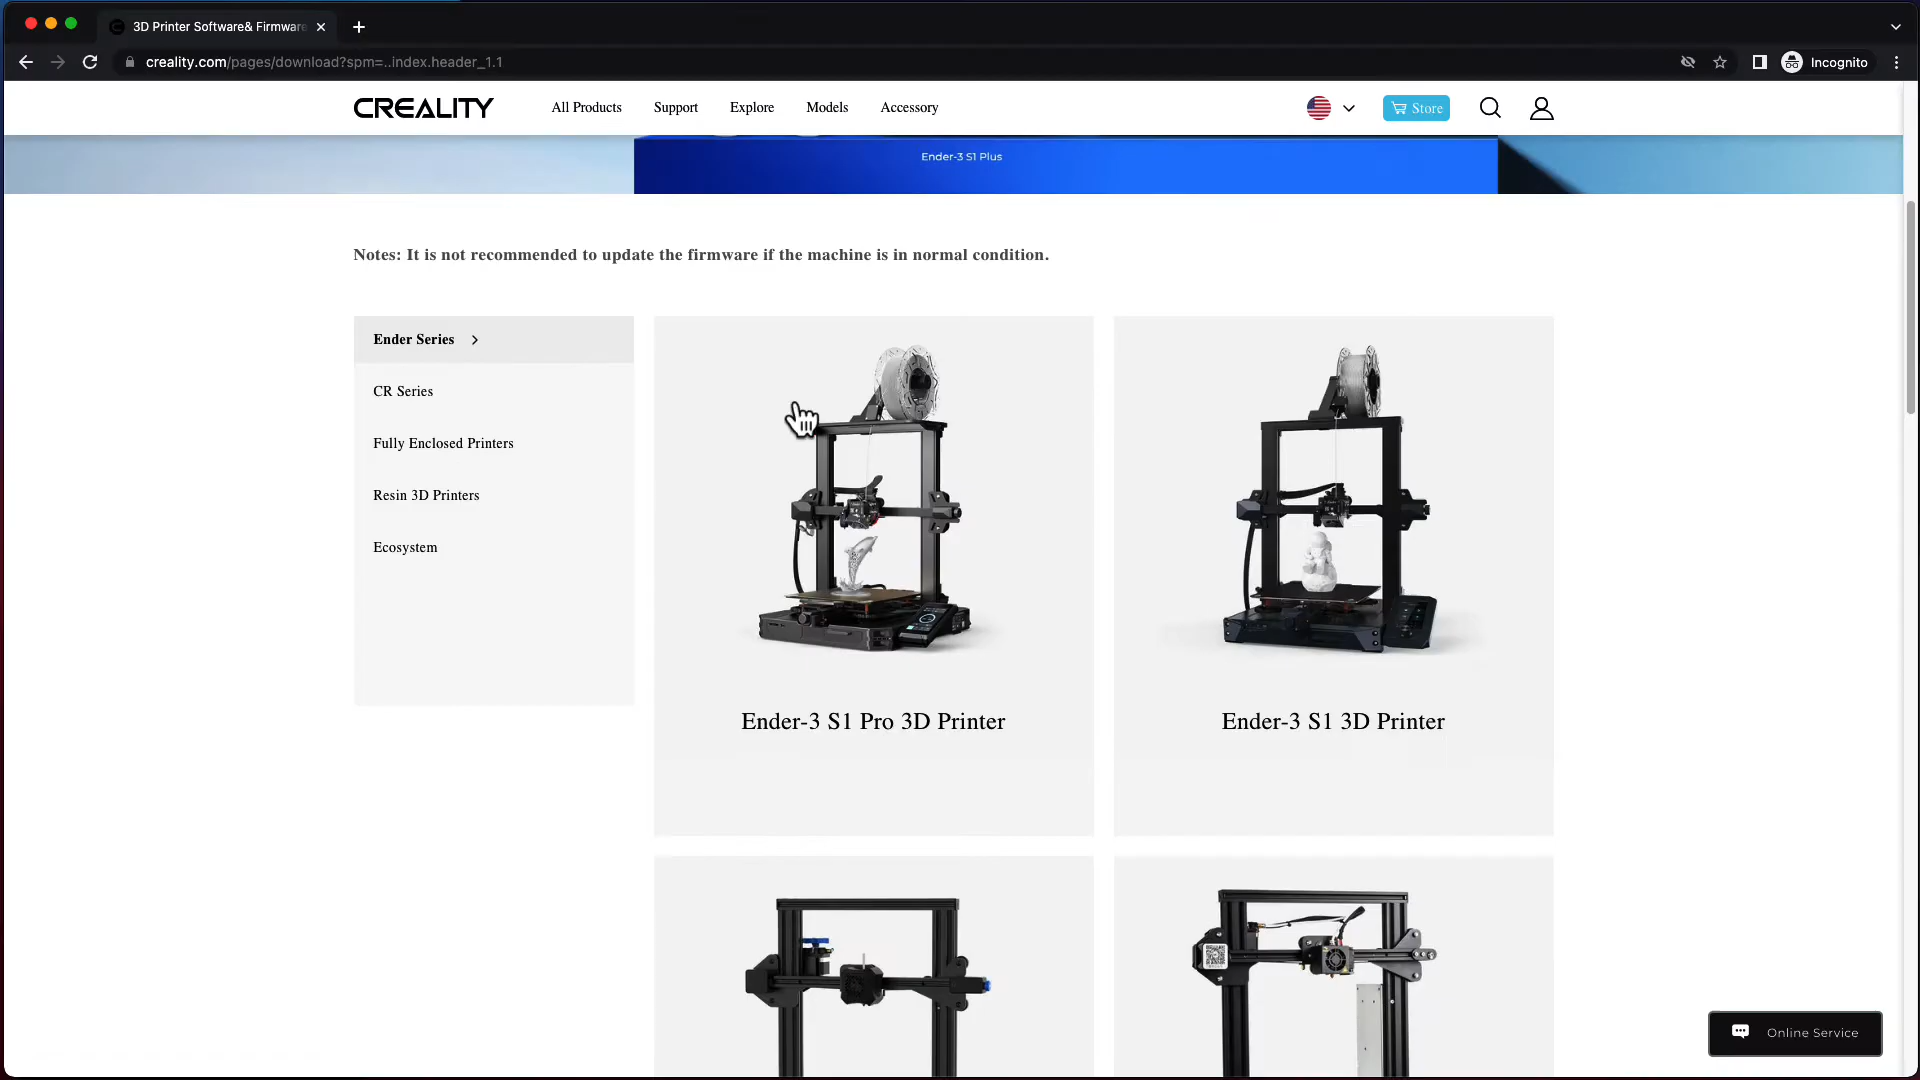 3D Printer Software& Firmware
creality.com/pages/download?spm=..index.header_1.1
Incognito
CREALITY
All Products
Support
Explore
Models
Accessory
Store
Ender-3 S1 Plus
Notes: It is not recommended to update the firmware if the machine is in normal condition.
Ender Series
CR Series
Fully Enclosed Printers
Resin 3D Printers
Ecosystem
Ender-3 S1 Pro 3D Printer
Ender-3 S1 3D Printer
Online Service